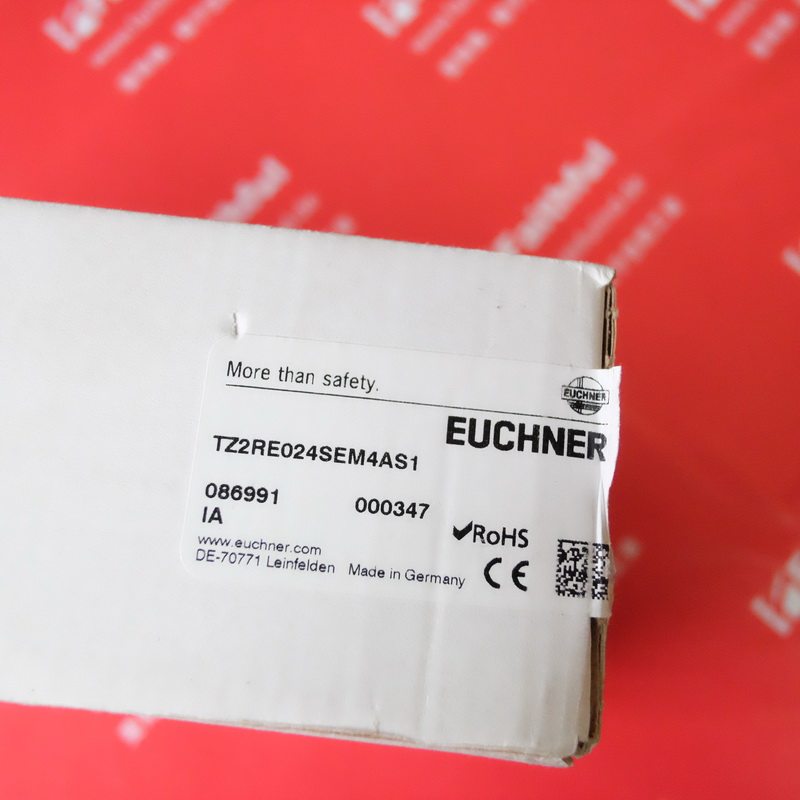 More than safety.
EUCHNER
EUCHNER
TZ2RE024SEM4AS1
086991 000347
IA
RoHS
www.euchner.com
DE-70771 Leinfelden Made in Germany
CE